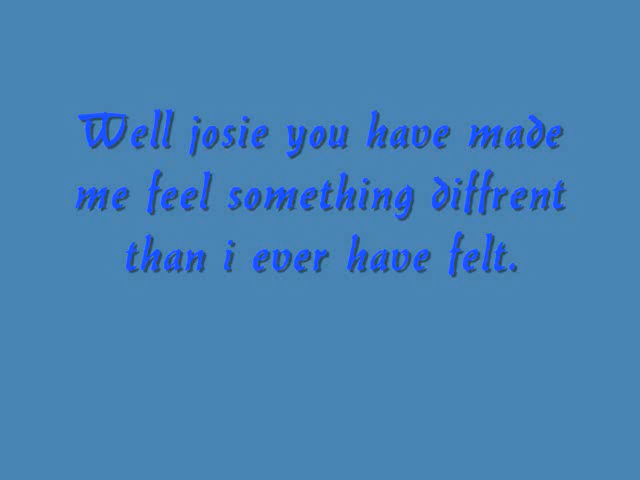 Well josie you have made
me feel something diffrent
than i ever have felt.